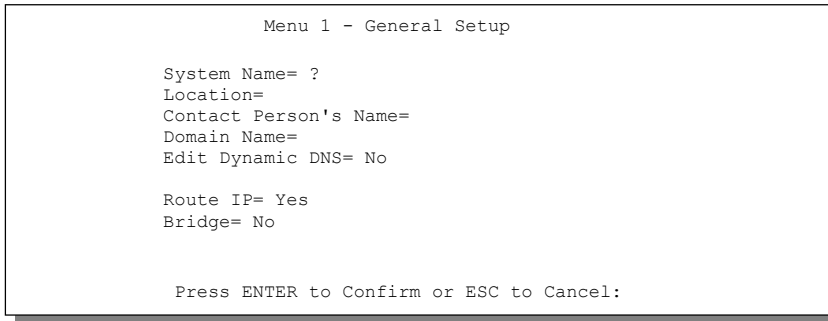 Menu 1 - General Setup
System Name= ?
Location=
Contact Person's Name=
Domain Name=
Edit Dynamic DNS= No
Route IP= Yes
Bridge= No
Press ENTER to Confirm or ESC to Cancel: